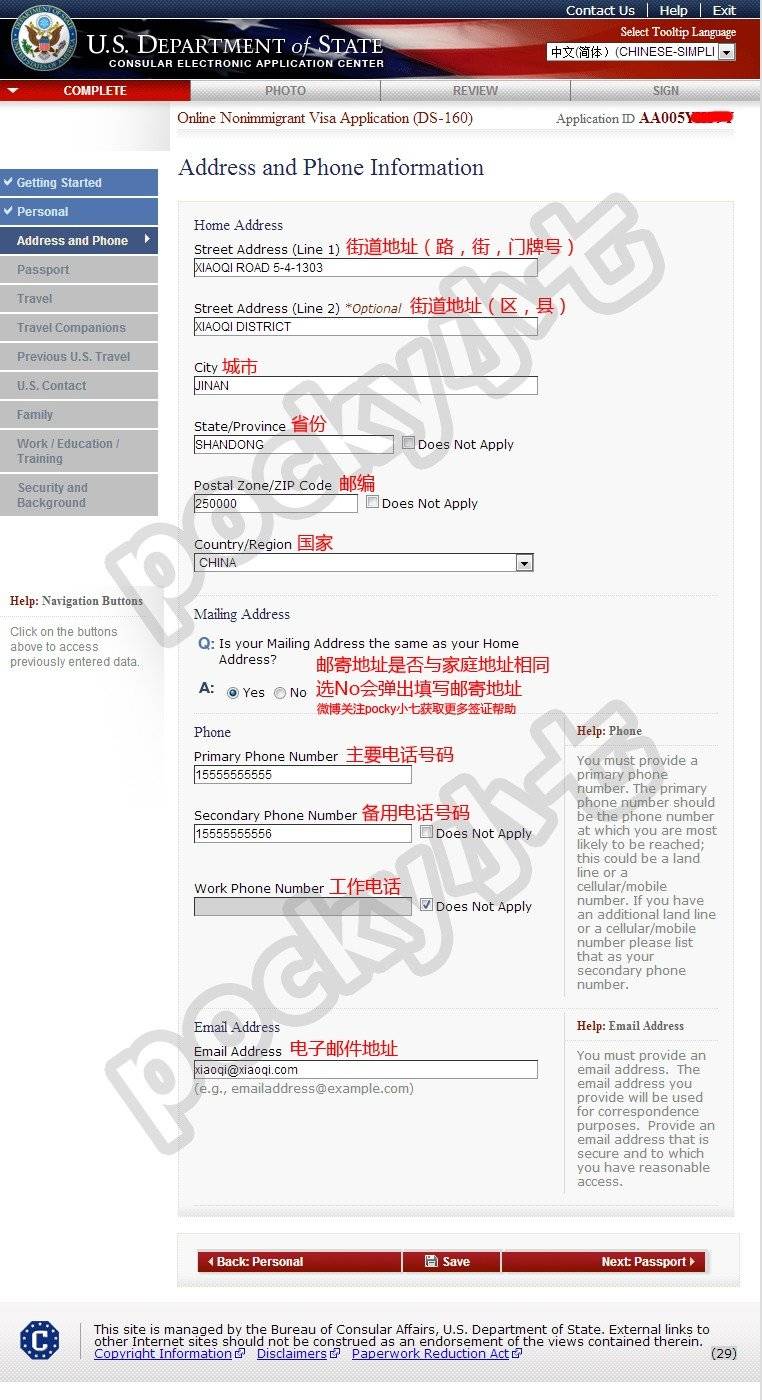 Contact Us | Help | Exit
Select Tooltip Language
U.S. DEPARTMENT of STATE
中文(简体) (CHINESE-SIMPLI
CONSULAR ELECTRONIC APPLICATION CENTER
COMPLETE PHOTO REVIEW SIGN
Online Nonimmigrant Visa Application (DS-160)
Application ID AA005Y
Address and Phone Information
Getting Started
Personal
Address and Phone
Passport
Travel
Travel Companions
Previous U.S. Travel
U.S. Contact
Family
Work / Education /
Training
Security and
Background
Help: Navigation Buttons
Click on the buttons
above to access
previously entered data.
Home Address
Street Address (Line 1) 街道地址（路，街，门牌号）
XIAOQI ROAD 5-4-1303
Street Address (Line 2) *Optional 街道地址（区，县）
XIAOQI DISTRICT
City 城市
JINAN
State/Province 省份
SHANDONG Does Not Apply
Postal Zone/ZIP Code 邮编
250000 Does Not Apply
Country/Region 国家
CHINA
Mailing Address
Q: Is your Mailing Address the same as your Home
Address? 邮寄地址是否与家庭地址相同
A: Yes No 选No会弹出填写邮寄地址
微博关注pocky小七获取更多签证帮助
Phone
Primary Phone Number 主要电话号码
15555555555
Secondary Phone Number 备用电话号码
15555555556 Does Not Apply
Work Phone Number 工作电话
Does Not Apply
Help: Phone
You must provide a
primary phone
number. The primary
phone number should
be the phone number
at which you are most
likely to be reached;
this could be a land
line or a
cellular/mobile
number. If you have
an additional land line
or a cellular/mobile
number please list
that as your
secondary phone
number.
Email Address
Email Address 电子邮件地址
xiaoqi@xiaoqi.com
(e.g., emailaddress@example.com)
Help: Email Address
You must provide an
email address. The
email address you
provide will be used
for correspondence
purposes. Provide an
email address that is
secure and to which
you have reasonable
access.
Back: Personal Save Next: Passport
This site is managed by the Bureau of Consular Affairs, U.S. Department of State. External links to
other Internet sites should not be construed as an endorsement of the views contained therein.
Copyright Information Disclaimers Paperwork Reduction Act (29)
pocky小七
pocky小七